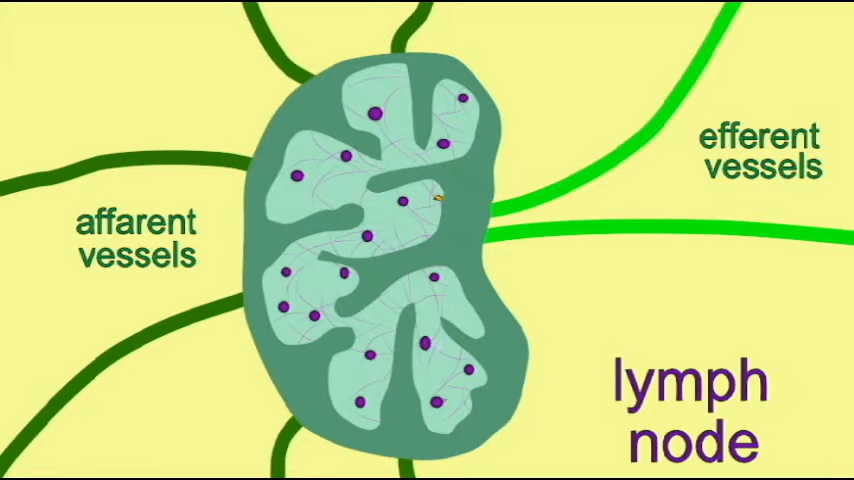 efferent
vessels
affarent
vessels
lymph
node